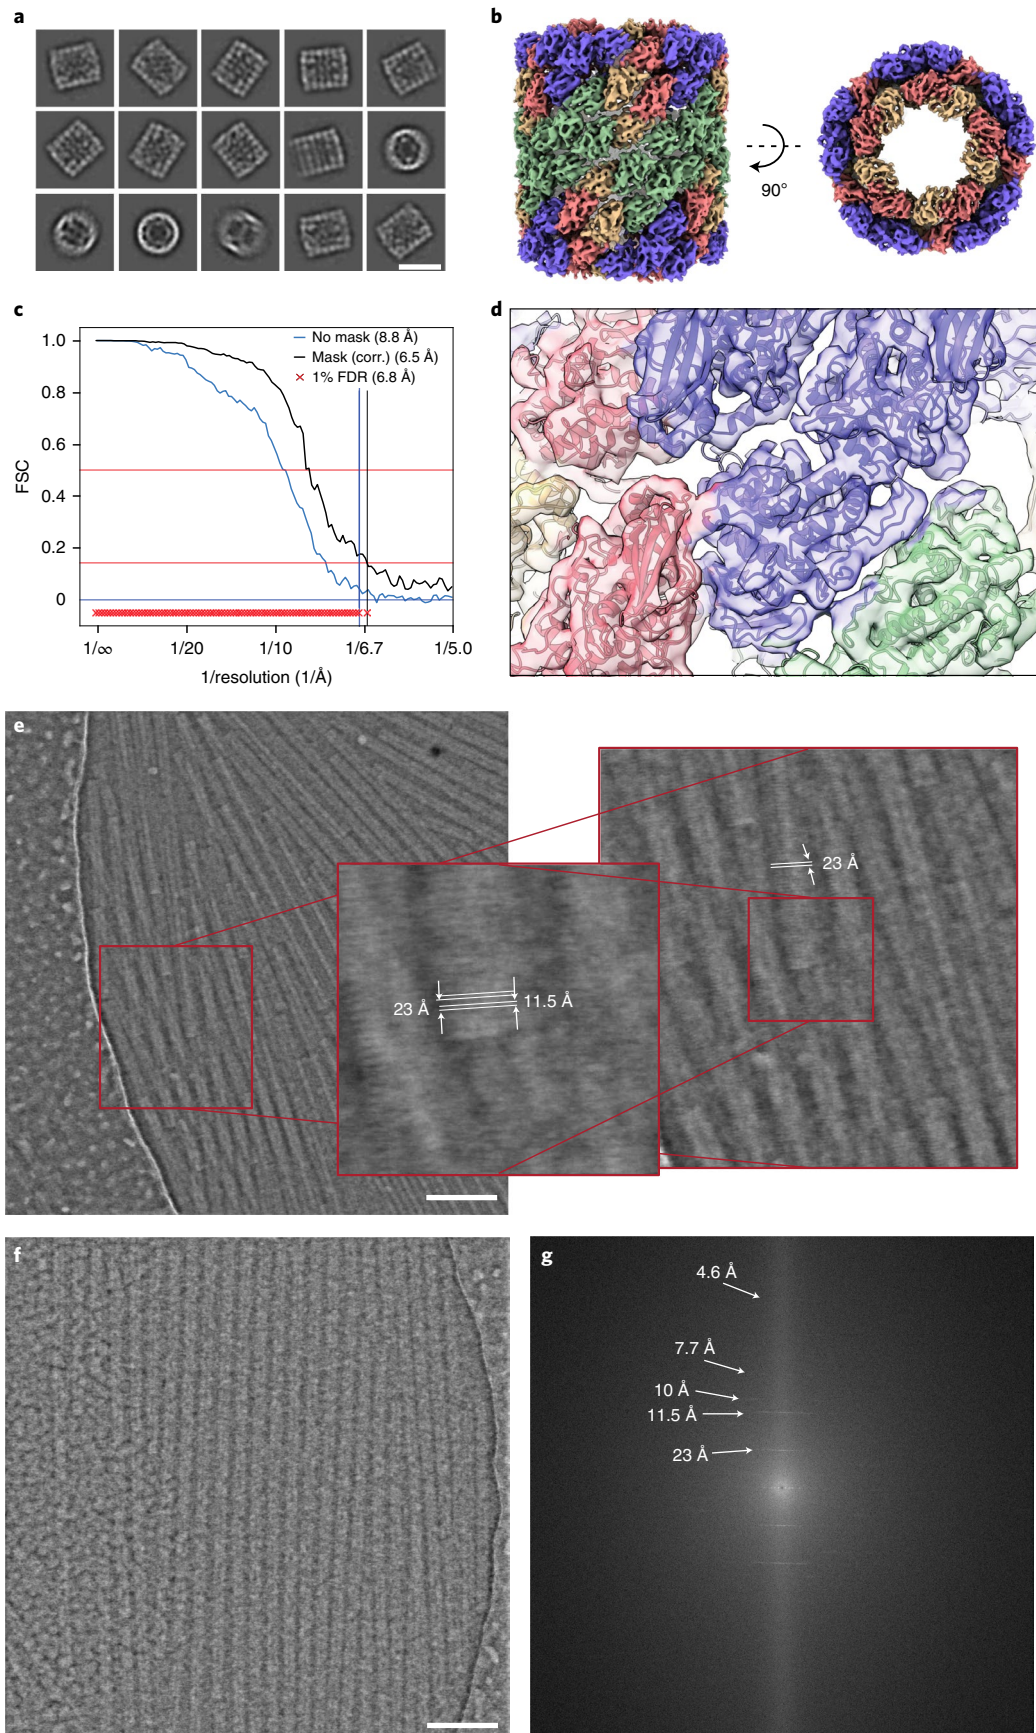 a
b
90°
c
No mask (8.8 Å)
Mask (corr.) (6.5 Å)
1% FDR (6.8 Å)
1.0
0.8
0.6
0.4
0.2
0
FSC
1/∞ 1/20 1/10 1/6.7 1/5.0
1/resolution (1/Å)
d
e
23 Å
23 Å 11.5 Å
f
g
4.6 Å
7.7 Å
10 Å
11.5 Å
23 Å